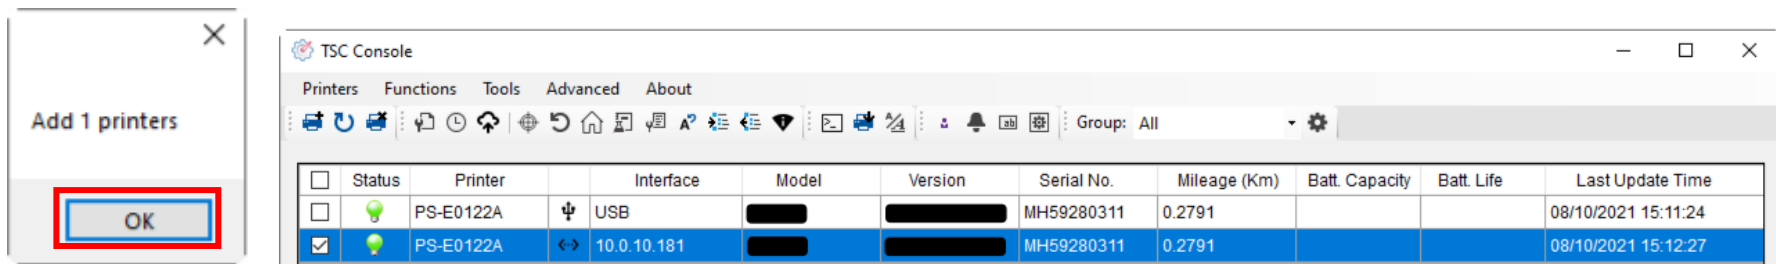 Add 1 printers
OK
TSC Console
Printers Functions Tools Advanced About
Group: All
Status Printer Interface Model Version Serial No. Mileage (Km) Batt. Capacity Batt. Life Last Update Time
PS-E0122A USB MH59280311 0.2791 08/10/2021 15:11:24
PS-E0122A 10.0.10.181 MH59280311 0.2791 08/10/2021 15:12:27